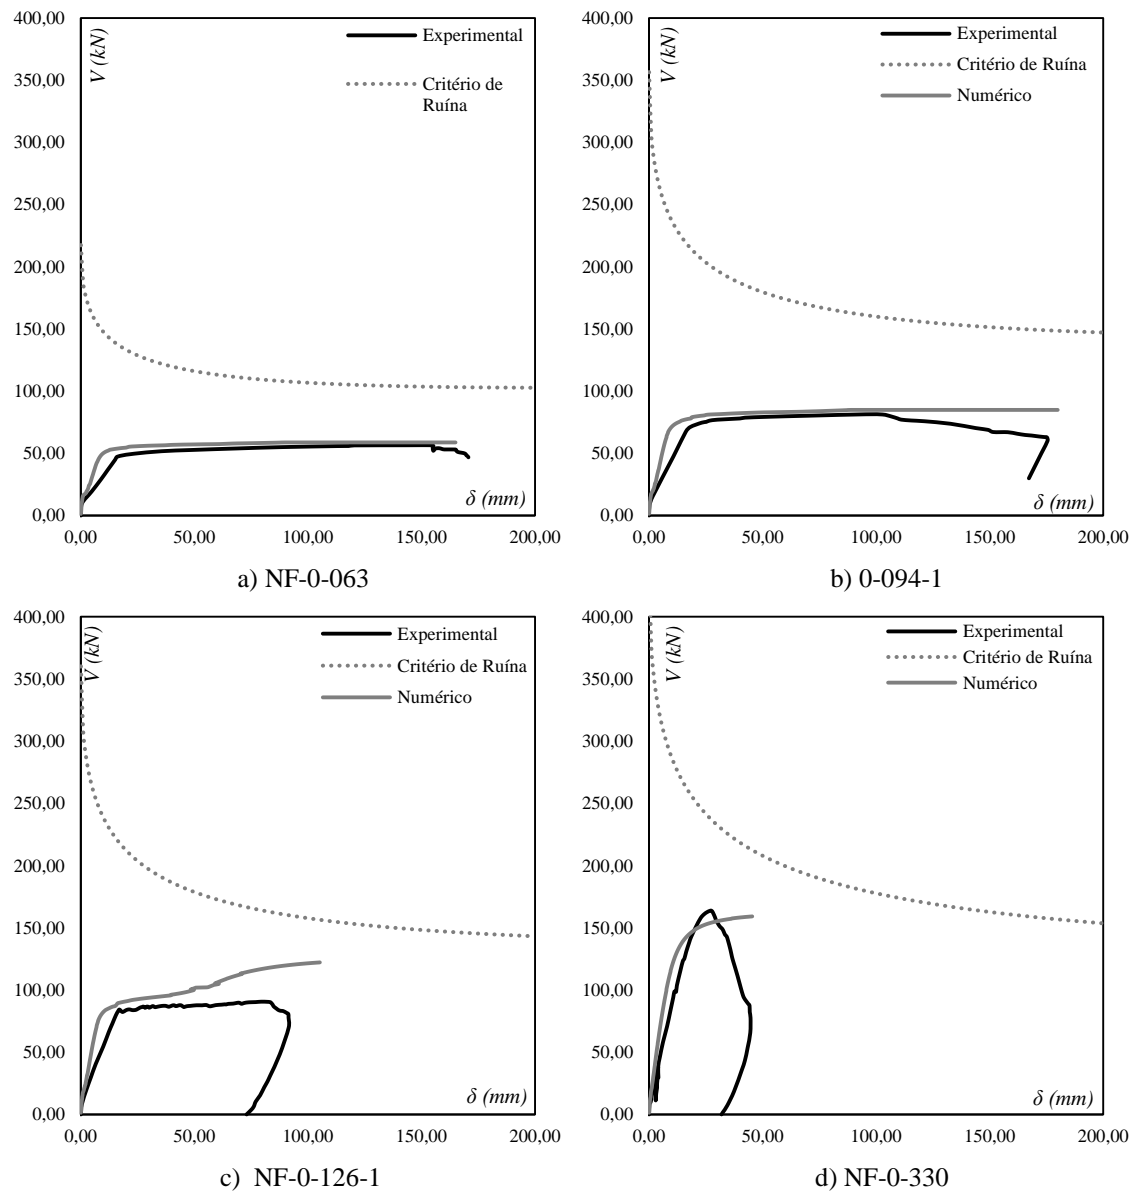 400,00
350,00
300,00
250,00
200,00
150,00
100,00
50,00
0,00
V (kN)
Experimental
Critério de
Ruína
δ (mm)
0,00 50,00 100,00 150,00 200,00
a) NF-0-063
400,00
350,00
300,00
250,00
200,00
150,00
100,00
50,00
0,00
V (kN)
Experimental
Critério de Ruína
Numérico
δ (mm)
0,00 50,00 100,00 150,00 200,00
b) 0-094-1
400,00
350,00
300,00
250,00
200,00
150,00
100,00
50,00
0,00
V (kN)
Experimental
Critério de Ruína
Numérico
δ (mm)
0,00 50,00 100,00 150,00 200,00
c) NF-0-126-1
400,00
350,00
300,00
250,00
200,00
150,00
100,00
50,00
0,00
V (kN)
Experimental
Critério de Ruína
Numérico
δ (mm)
0,00 50,00 100,00 150,00 200,00
d) NF-0-330